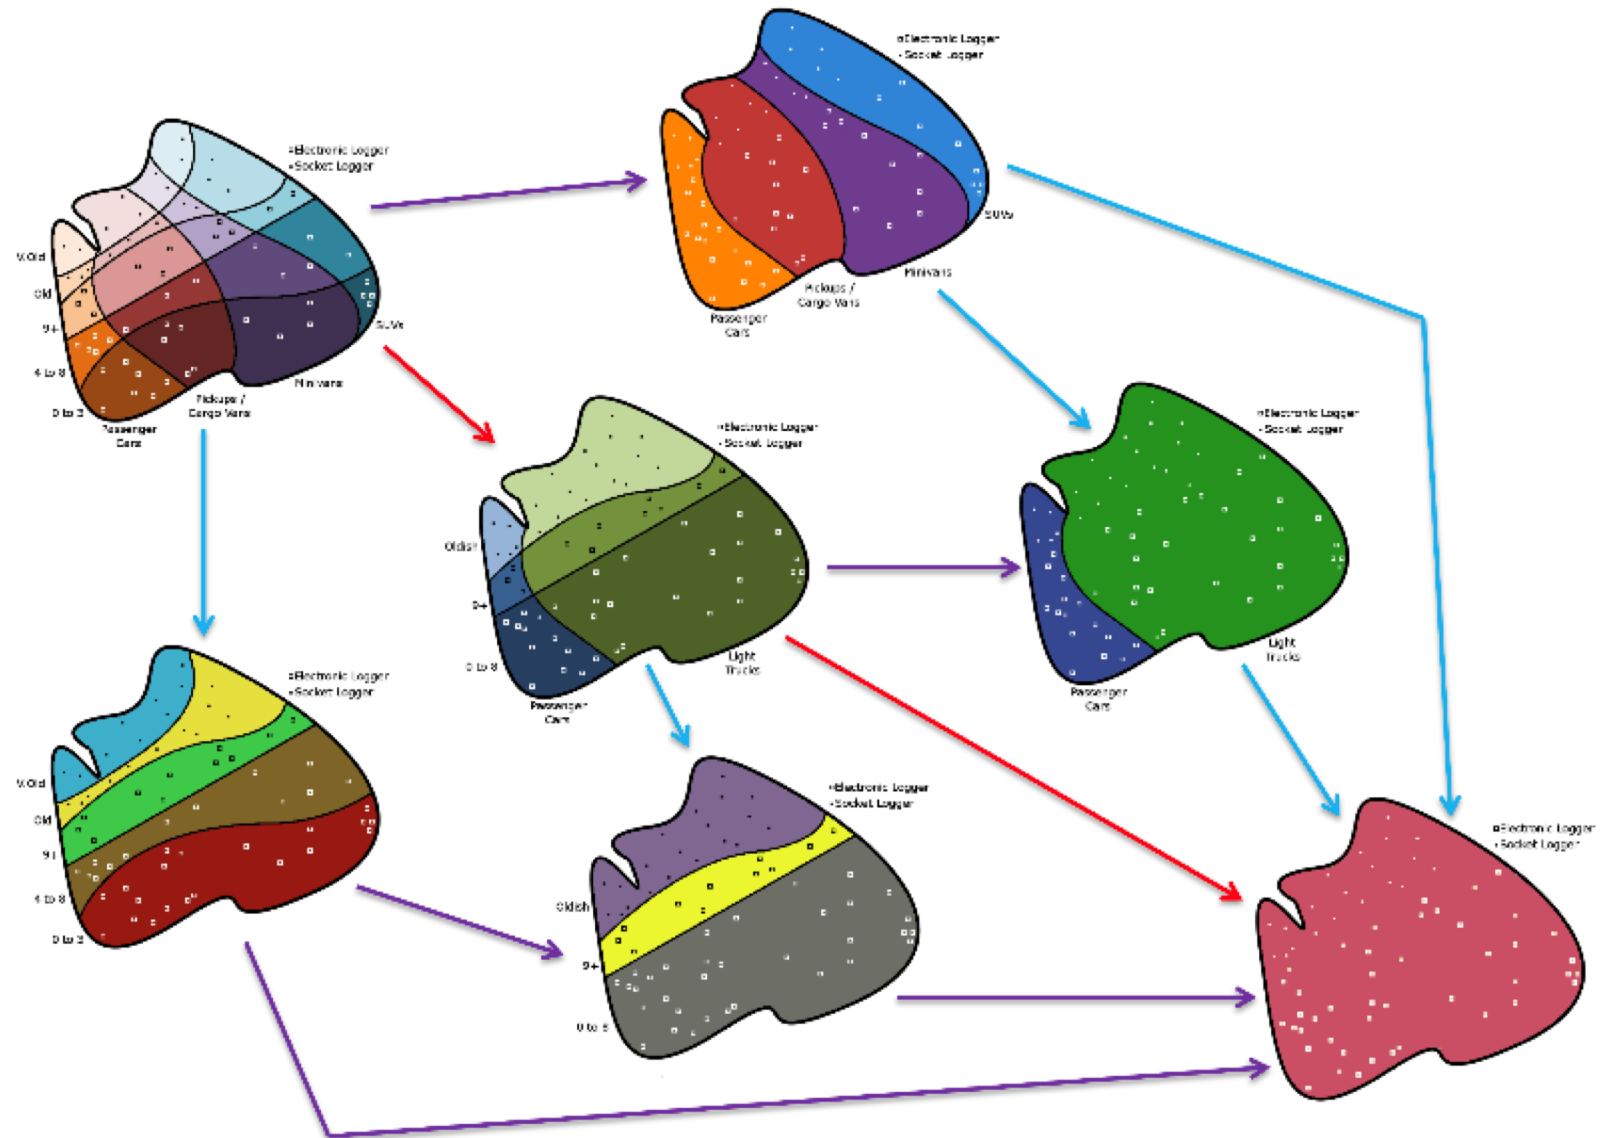 Electronic Logger
Socket Logger
SUVs
Minivans
Pickups /
Cargo Vans
Passenger
Cars
Electronic Logger
Socket Logger
V.Old
Old
9+
4 to 8
0 to 3
SUVs
Minivans
Pickups /
Cargo Vans
Passenger
Cars
Electronic Logger
Socket Logger
Oldish
9+
0 to 8
Light
Trucks
Passenger
Cars
Electronic Logger
Socket Logger
Light
Trucks
Passenger
Cars
Electronic Logger
Socket Logger
V.Old
Old
9+
4 to 8
0 to 3
Electronic Logger
Socket Logger
Oldish
9+
0 to 8
Electronic Logger
Socket Logger